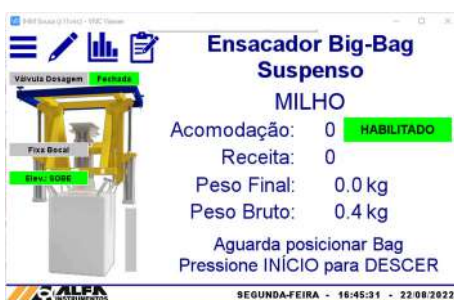 Ensacador Big-Bag
Suspenso
Válvula Dosagem Fechada
MILHO
Acomodação: 0 HABILITADO
Fixa Bocal
Receita: 0
Elev.: SOBE
Peso Final: 0.0 kg
Peso Bruto: 0.4 kg
Aguarda posicionar Bag
Pressione INÍCIO para DESCER
ALFA
INSTRUMENTOS
SEGUNDA-FEIRA - 16:45:31 - 22/08/2022